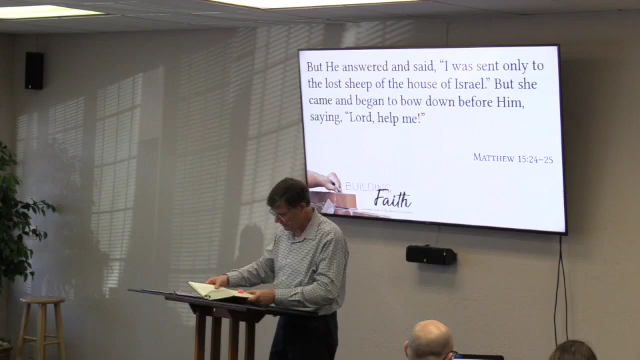 But He answered and said, “I was sent only to
the lost sheep of the house of Israel.” But she
came and began to bow down before Him,
saying, “Lord, help me!”
Matthew 15:24–25
BUILDING
Faith